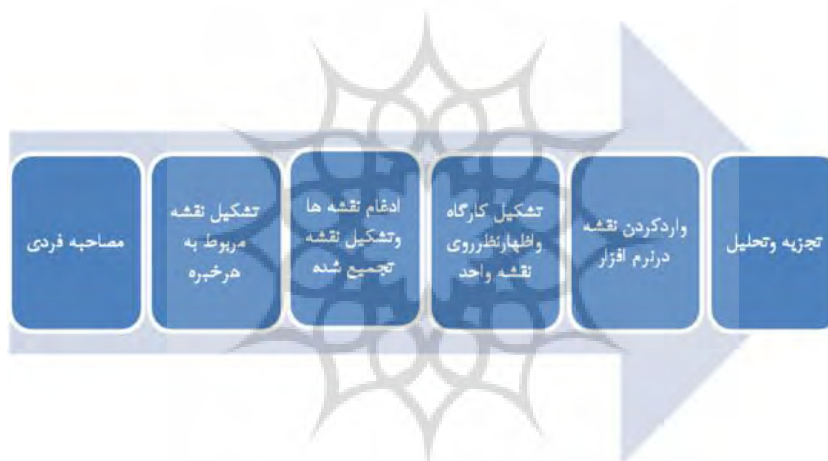 مصاحبه فردی
تشکیل نقشه
مربوط به
هرخبره
ادغام نقشه ها
وتشکیل نقشه
تجمیع شده
تشکیل کارگاه
واظهارنظرروی
نقشه واحد
واردکردن نقشه
درنرم افزار
تجزیه وتحلیل